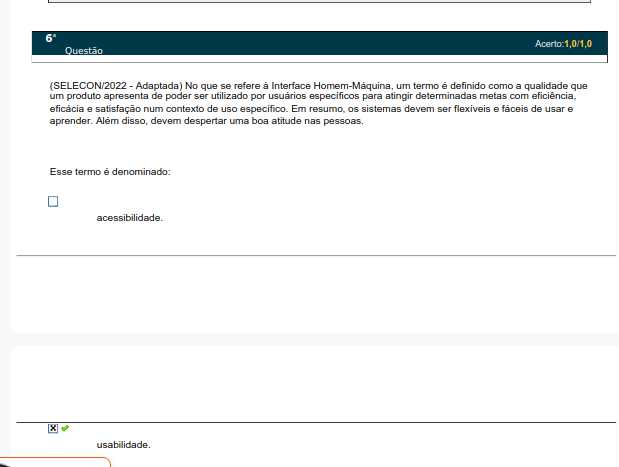 6ª
Questão
Acerto:1,0/1,0
(SELECON/2022 - Adaptada) No que se refere à Interface Homem-Máquina, um termo é definido como a qualidade que
um produto apresenta de poder ser utilizado por usuários específicos para atingir determinadas metas com eficiência,
eficácia e satisfação num contexto de uso específico. Em resumo, os sistemas devem ser flexíveis e fáceis de usar e
aprender. Além disso, devem despertar uma boa atitude nas pessoas.
Esse termo é denominado:
acessibilidade.
usabilidade.